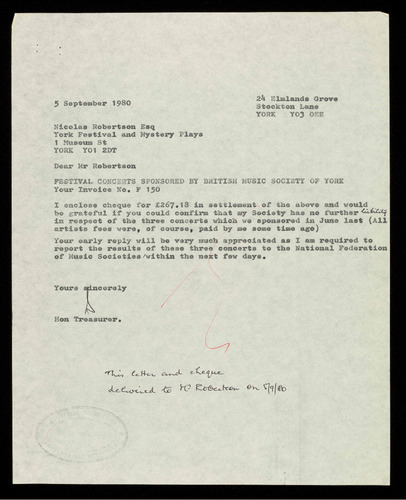 5 September 1980
24 Elmlands Grove
Stockton Lane
YORK YO3 0EE
Nicolas Robertson Esq
York Festival and Mystery Plays
1 Museum St
YORK YO1 2DT
Dear Mr Robertson
FESTIVAL CONCERTS SPONSORED BY BRITISH MUSIC SOCIETY OF YORK
Your Invoice No. F 150
I enclose cheque for £267.18 in settlement of the above and would
be grateful if you could confirm that my Society has no further liability
in respect of the three concerts which we sponsored in June last (All
artists fees were, of course, paid by me some time ago)
Your early reply will be very much appreciated as I am required to
report the results of these three concerts to the National Federation
of Music Societies/within the next few days.
Yours sincerely
Hon Treasurer.
This letter and cheque
delivered to Mr Robertson on 5/9/80